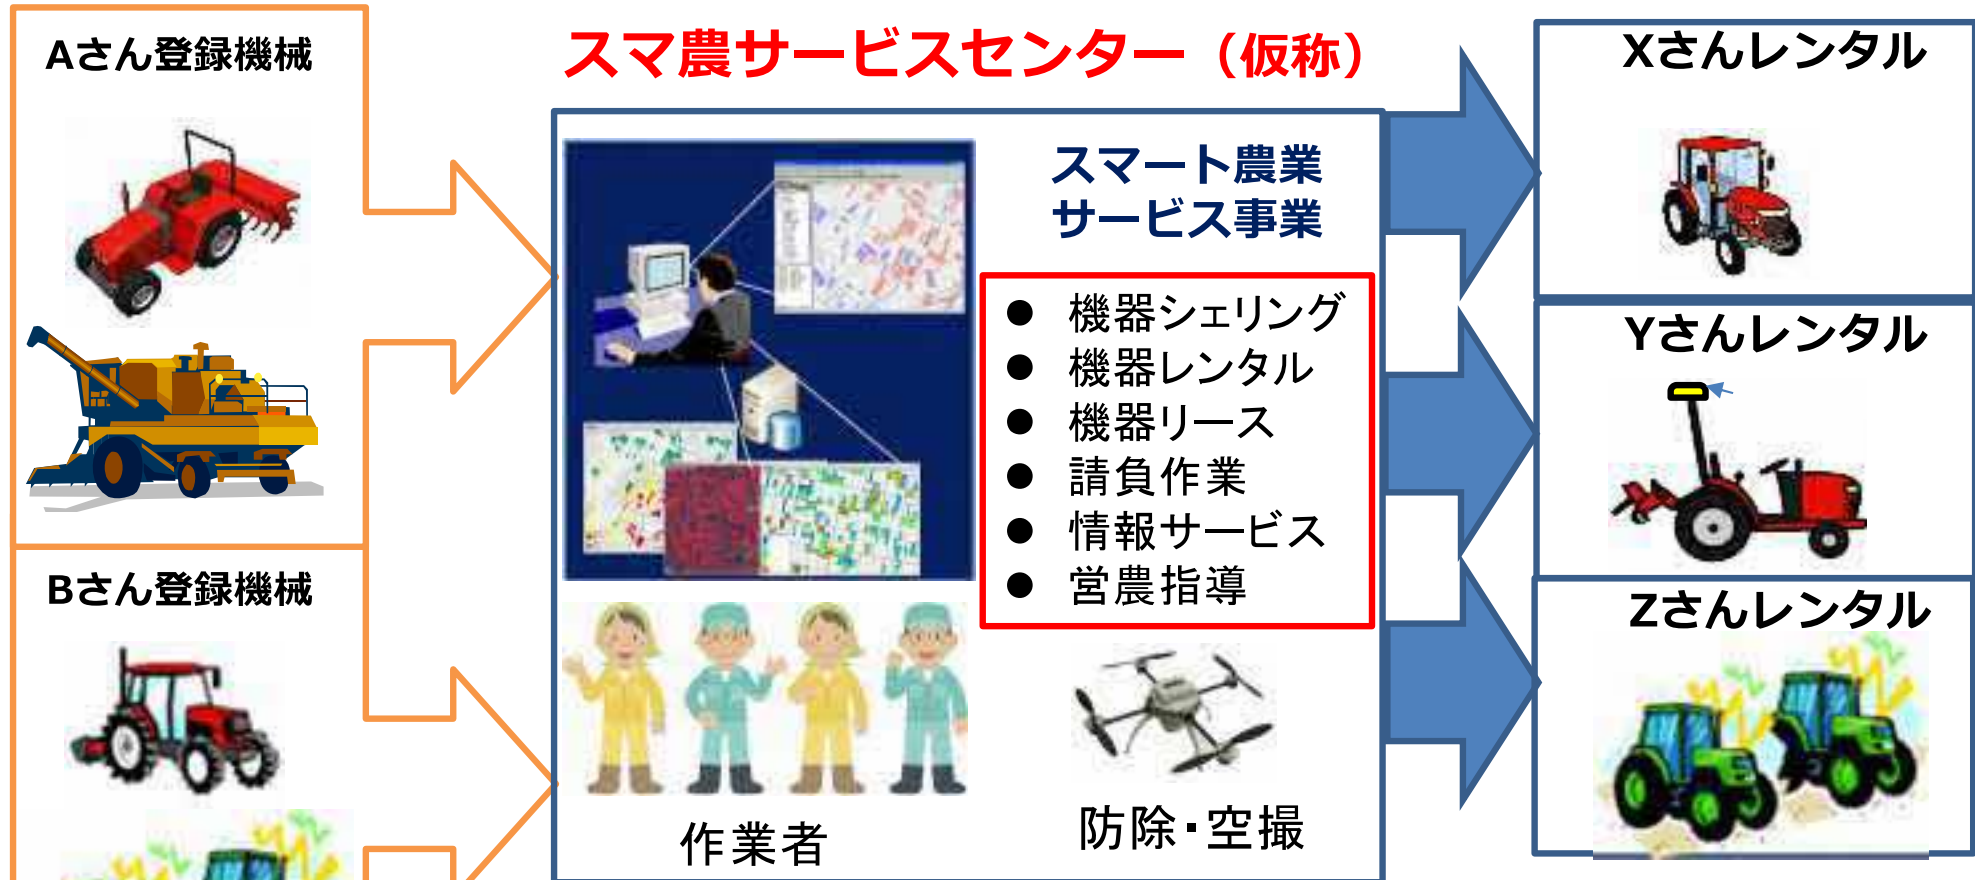 Aさん登録機械
Bさん登録機械
スマ農サービスセンター（仮称）
スマート農業
サービス事業
● 機器シェリング
● 機器レンタル
● 機器リース
● 請負作業
● 情報サービス
● 営農指導
作業者
防除・空撮
Xさんレンタル
Yさんレンタル
Zさんレンタル